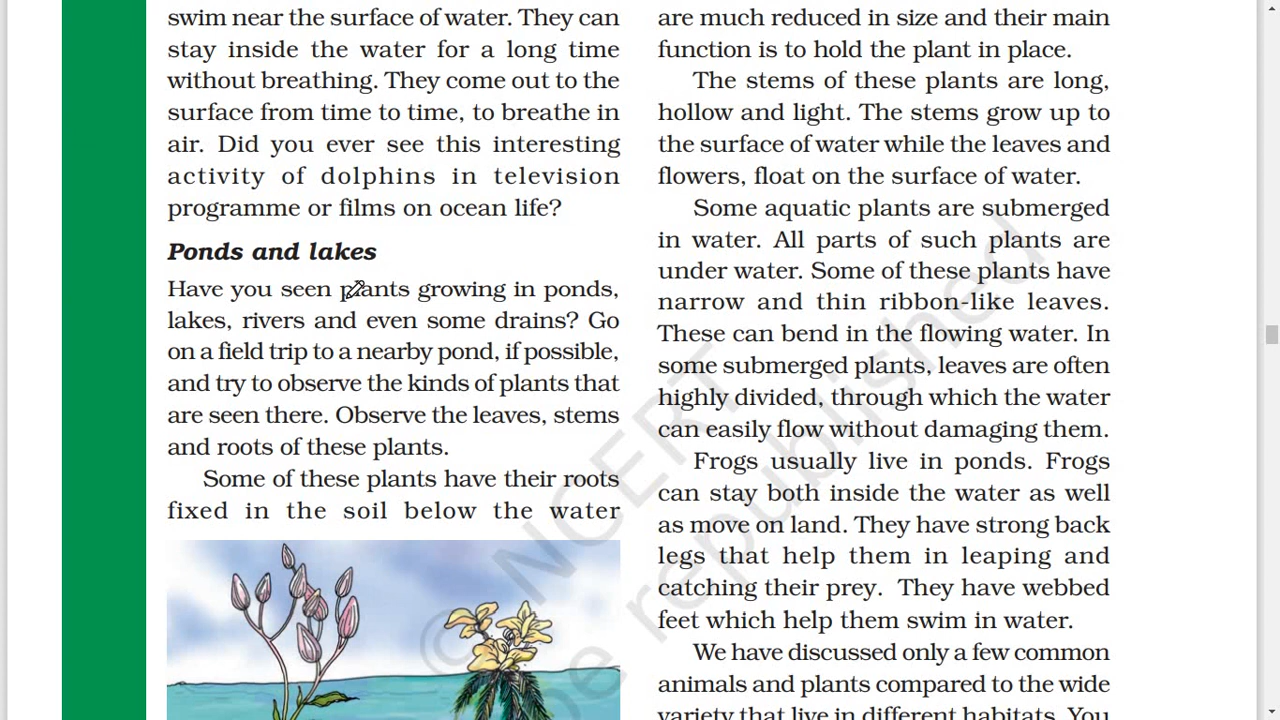 swim near the surface of water. They can
stay inside the water for a long time
without breathing. They come out to the
surface from time to time, to breathe in
air. Did you ever see this interesting
activity of dolphins in television
programme or films on ocean life?
Ponds and lakes
Have you seen plants growing in ponds,
lakes, rivers and even some drains? Go
on a field trip to a nearby pond, if possible,
and try to observe the kinds of plants that
are seen there. Observe the leaves, stems
and roots of these plants.
Some of these plants have their roots
fixed in the soil below the water
are much reduced in size and their main
function is to hold the plant in place.
The stems of these plants are long,
hollow and light. The stems grow up to
the surface of water while the leaves and
flowers, float on the surface of water.
Some aquatic plants are submerged
in water. All parts of such plants are
under water. Some of these plants have
narrow and thin ribbon-like leaves.
These can bend in the flowing water. In
some submerged plants, leaves are often
highly divided, through which the water
can easily flow without damaging them.
Frogs usually live in ponds. Frogs
can stay both inside the water as well
as move on land. They have strong back
legs that help them in leaping and
catching their prey. They have webbed
feet which help them swim in water.
We have discussed only a few common
animals and plants compared to the wide
variety that live in different habitats. You
© NCERT
be republished